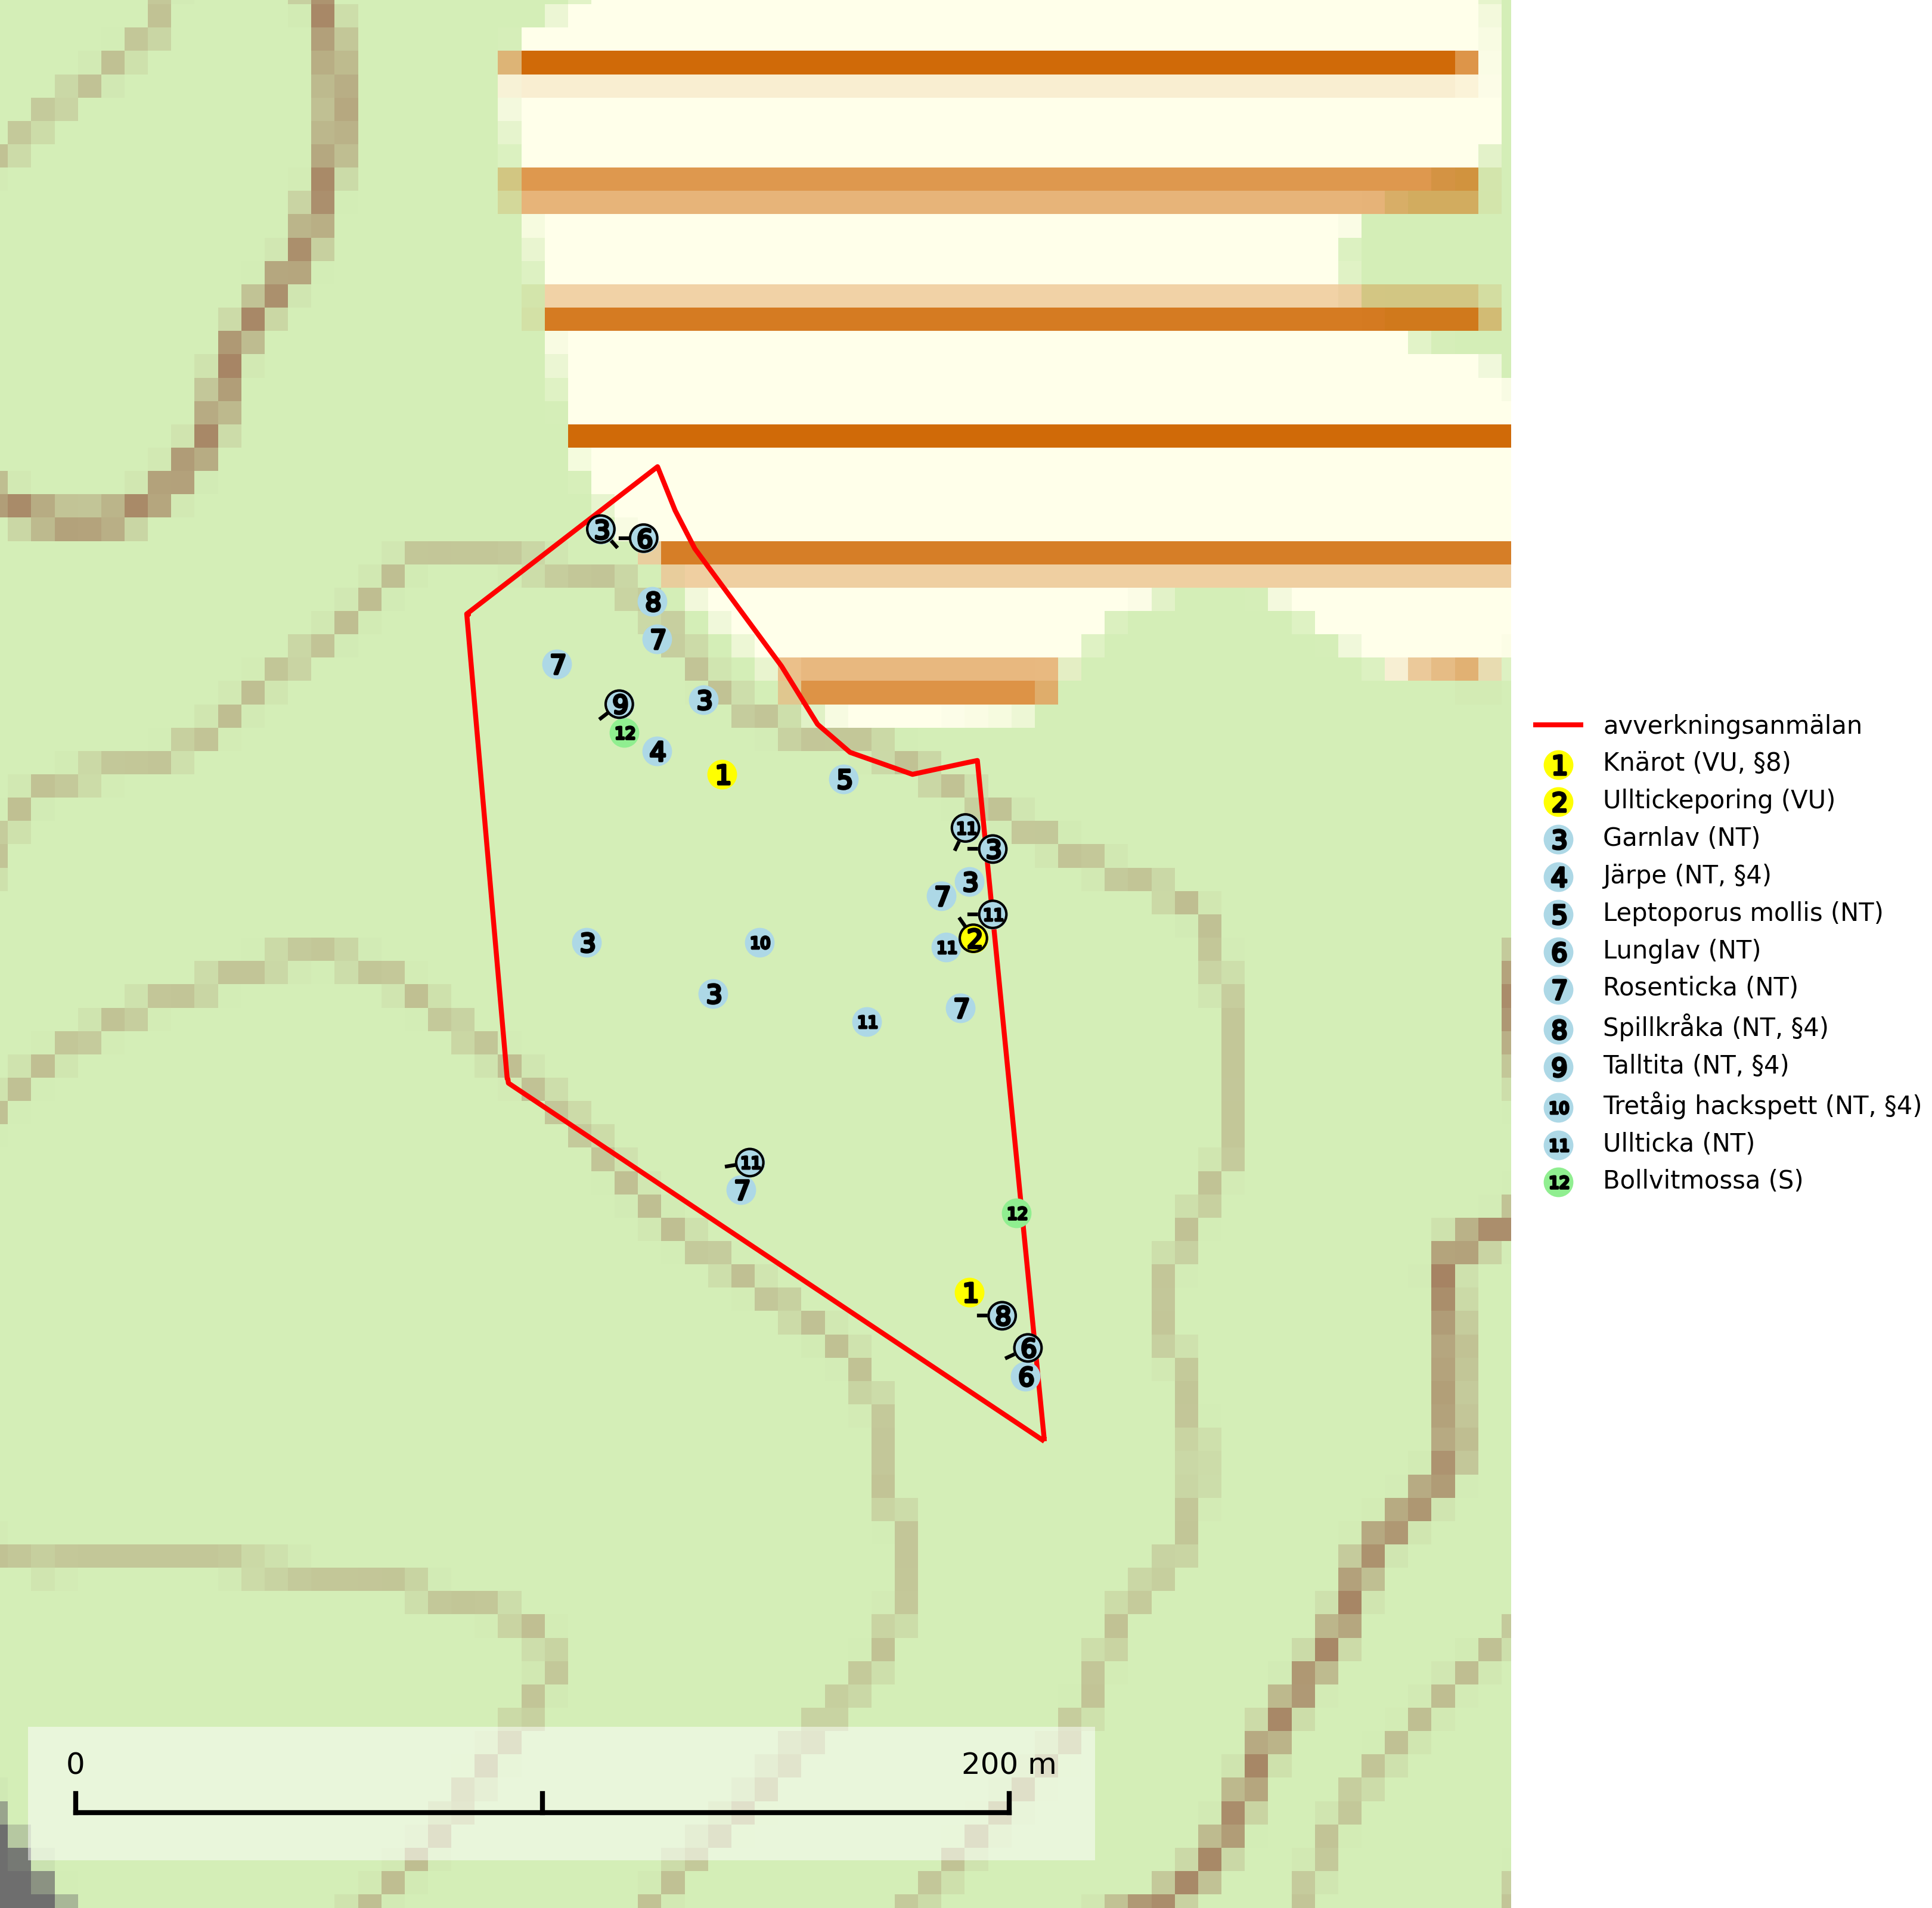 3
6
8
7
7
9
3
12
4
1
5
11
3
3
7
11
2
11
3
10
3
7
11
11
7
12
1
8
6
6
avverkningsanmälan
1 Knärot (VU, §8)
2 Ulltickeporing (VU)
3 Garnlav (NT)
4 Järpe (NT, §4)
5 Leptoporus mollis (NT)
6 Lunglav (NT)
7 Rosenticka (NT)
8 Spillkråka (NT, §4)
9 Talltita (NT, §4)
10 Tretåig hackspett (NT, §4)
11 Ullticka (NT)
12 Bollvitmossa (S)
0 200 m